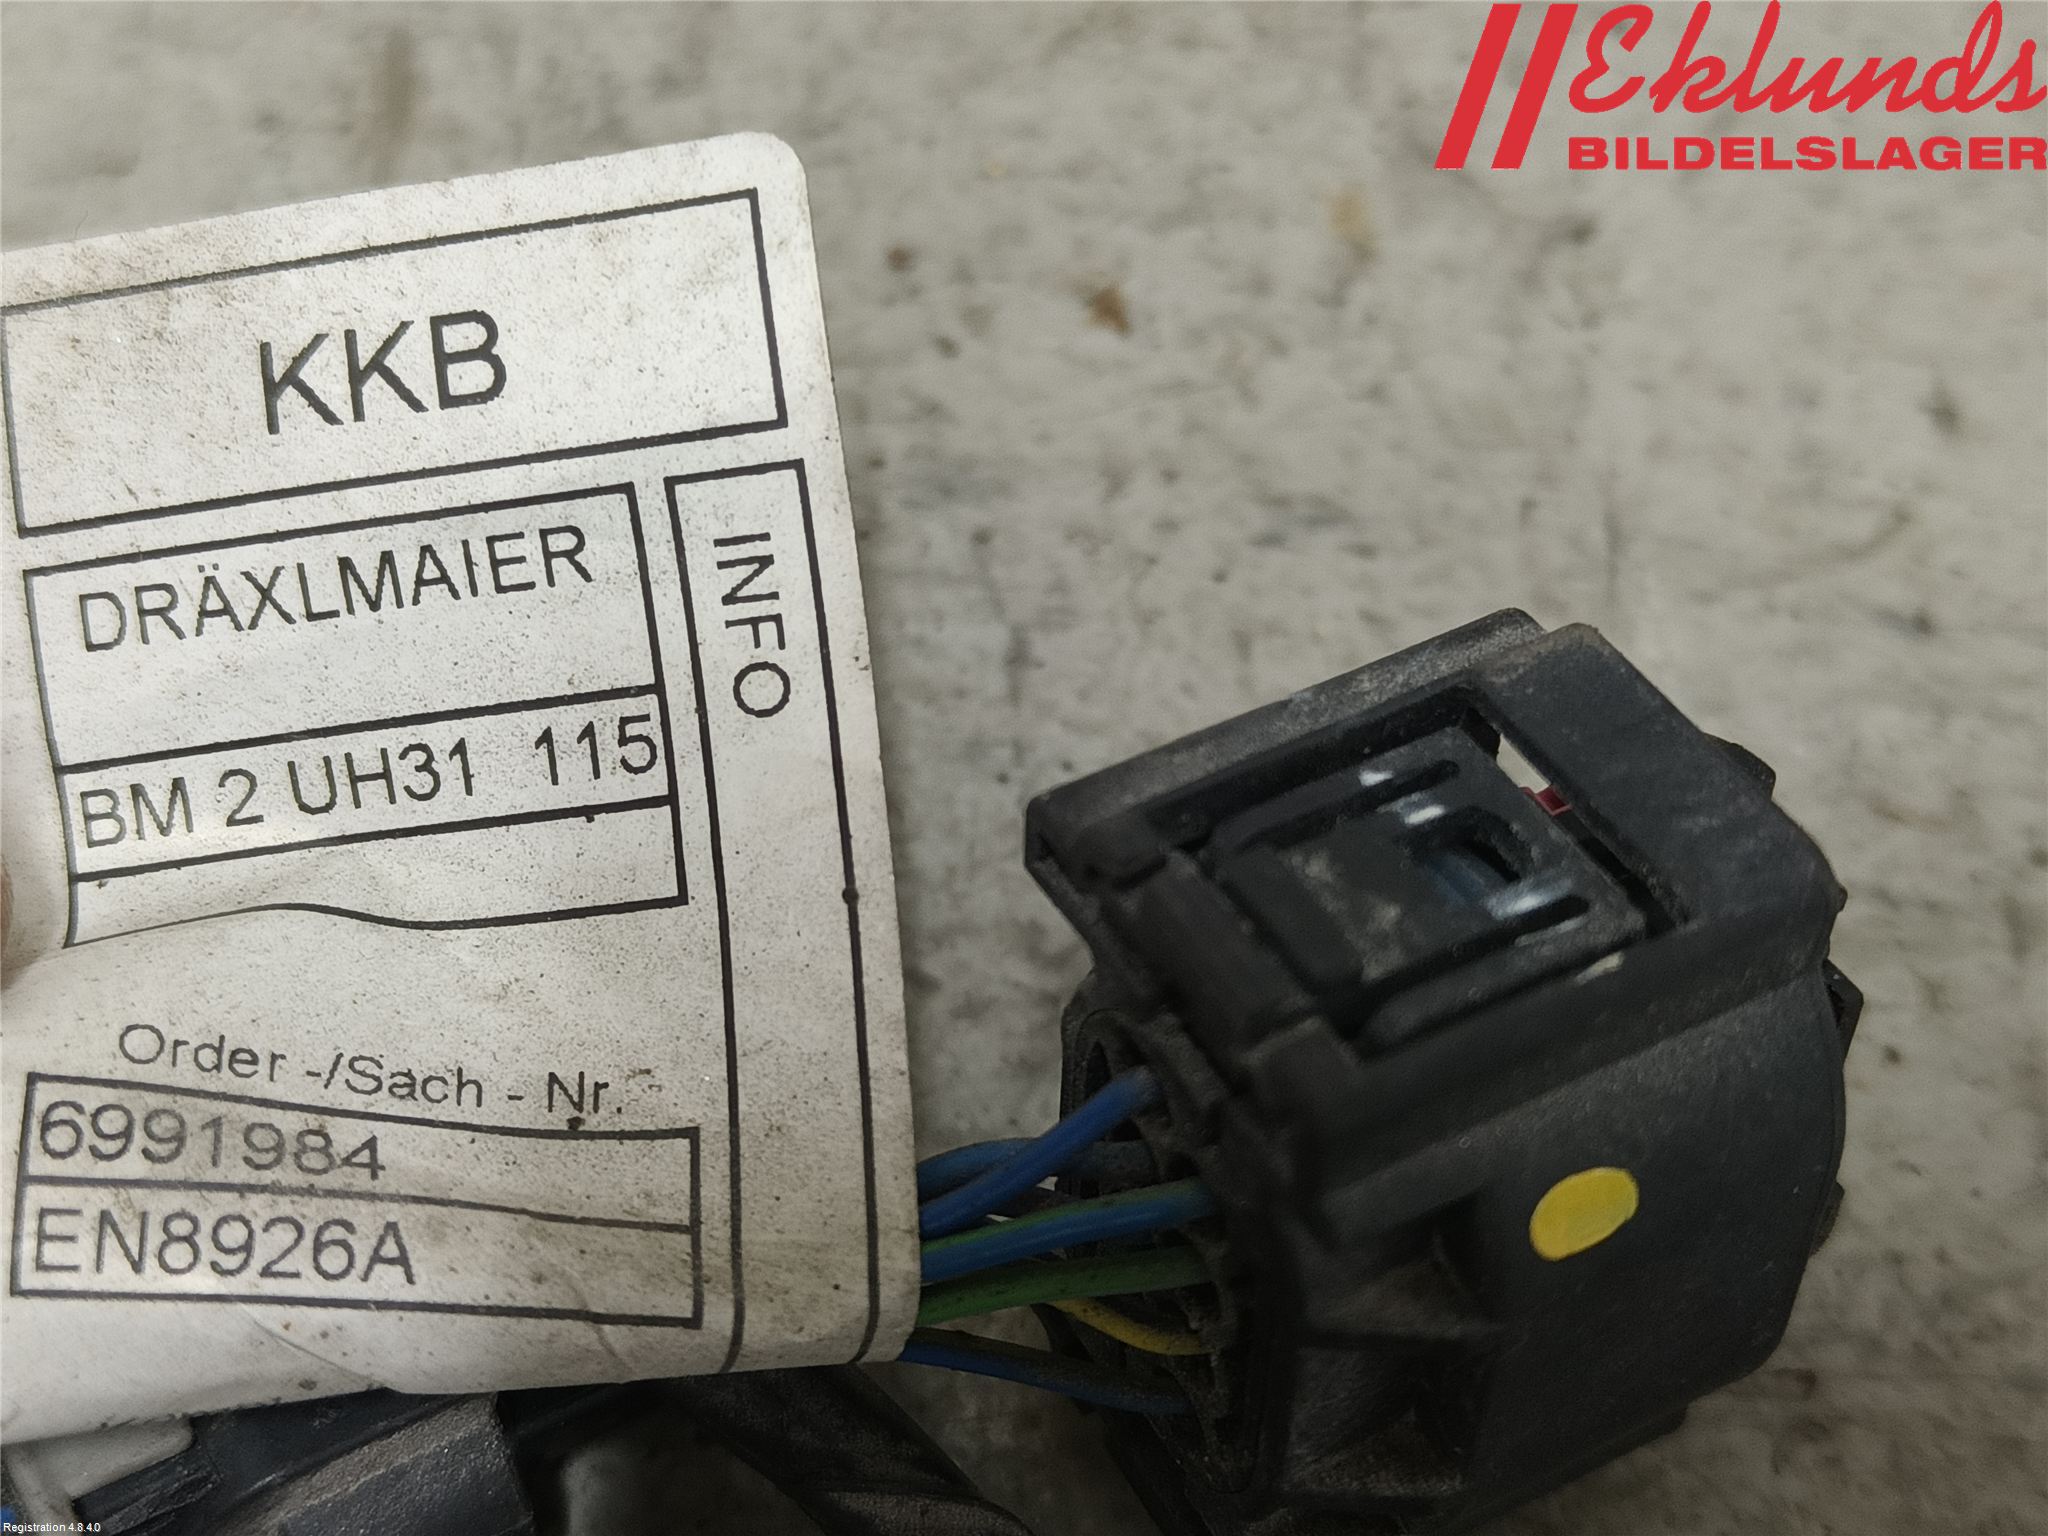 Eklunds
BILDELSLAGER
KKB
DRÄXLMAIER
INFO
BM 2 UH31 115
Order -/Sach - Nr.
6991984
EN8926A
Registration 4.8.4.0